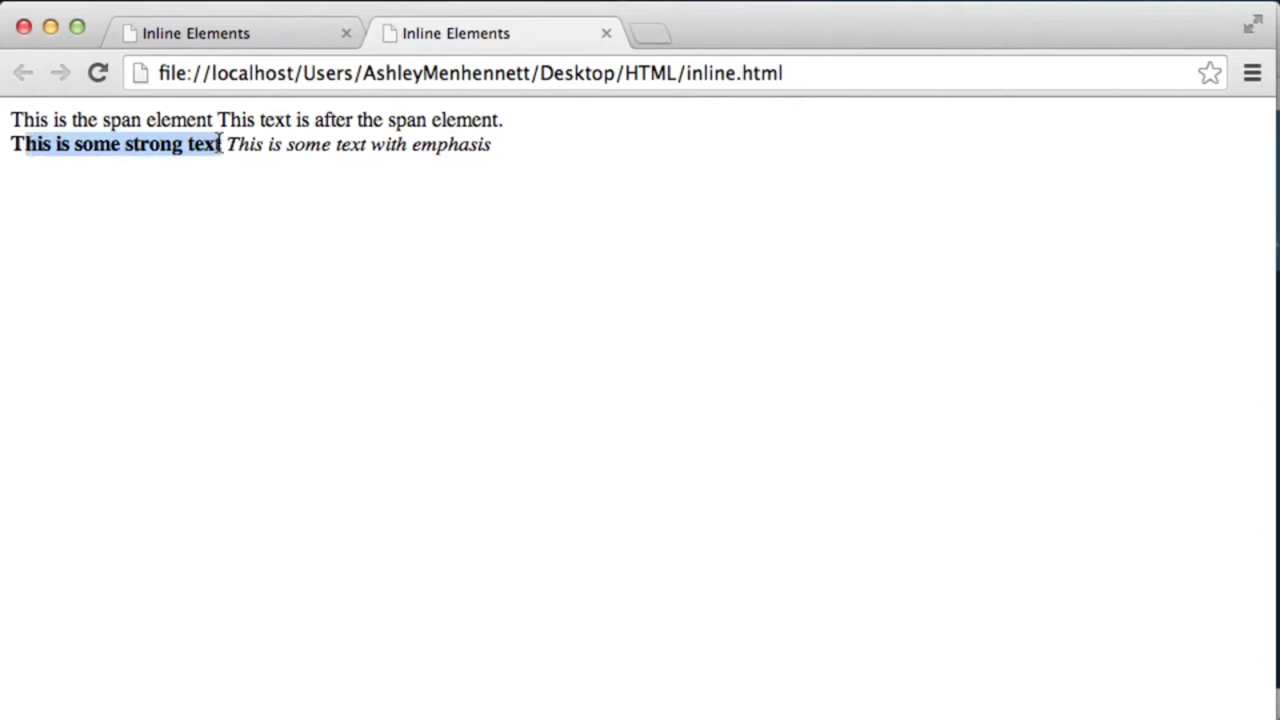 Inline Elements
Inline Elements
file://localhost/Users/AshleyMenhennett/Desktop/HTML/inline.html
This is the span element This text is after the span element.
This is some strong text This is some text with emphasis